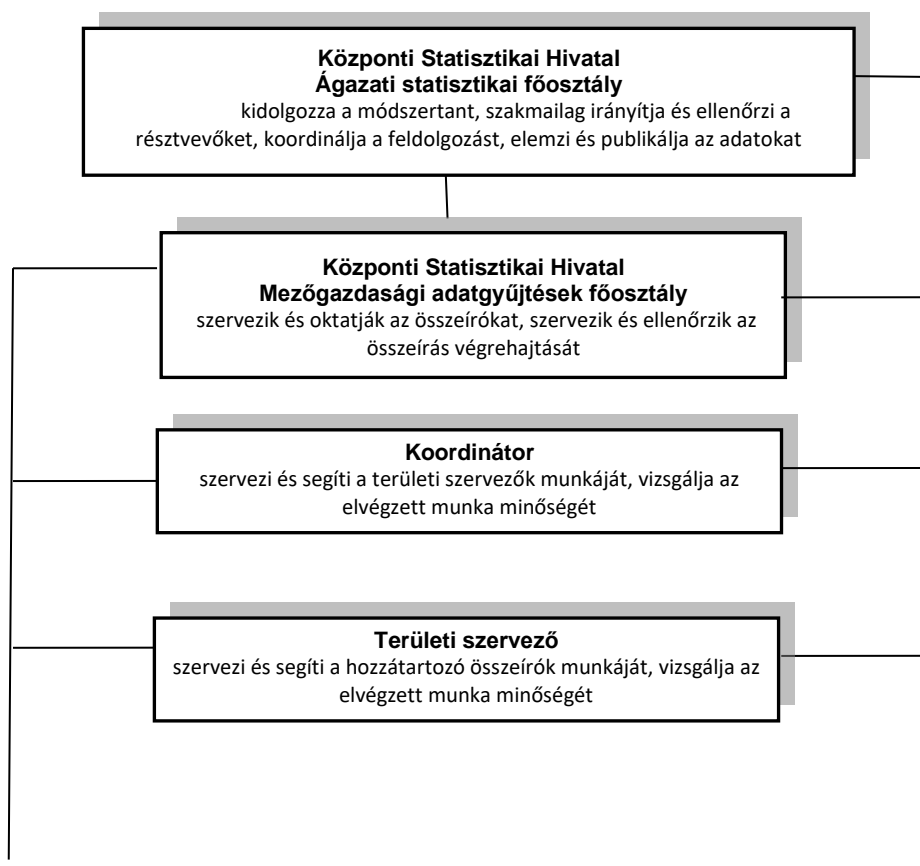 Központi Statisztikai Hivatal
Ágazati statisztikai főosztály
kidolgozza a módszertant, szakmailag irányítja és ellenőrzi a
résztvevőket, koordinálja a feldolgozást, elemzi és publikálja az adatokat
Központi Statisztikai Hivatal
Mezőgazdasági adatgyűjtések főosztály
szervezik és oktatják az összeírókat, szervezik és ellenőrzik az
összeírás végrehajtását
Koordinátor
szervezi és segíti a területi szervezők munkáját, vizsgálja az
elvégzett munka minőségét
Területi szervező
szervezi és segíti a hozzátartozó összeírók munkáját, vizsgálja az
elvégzett munka minőségét